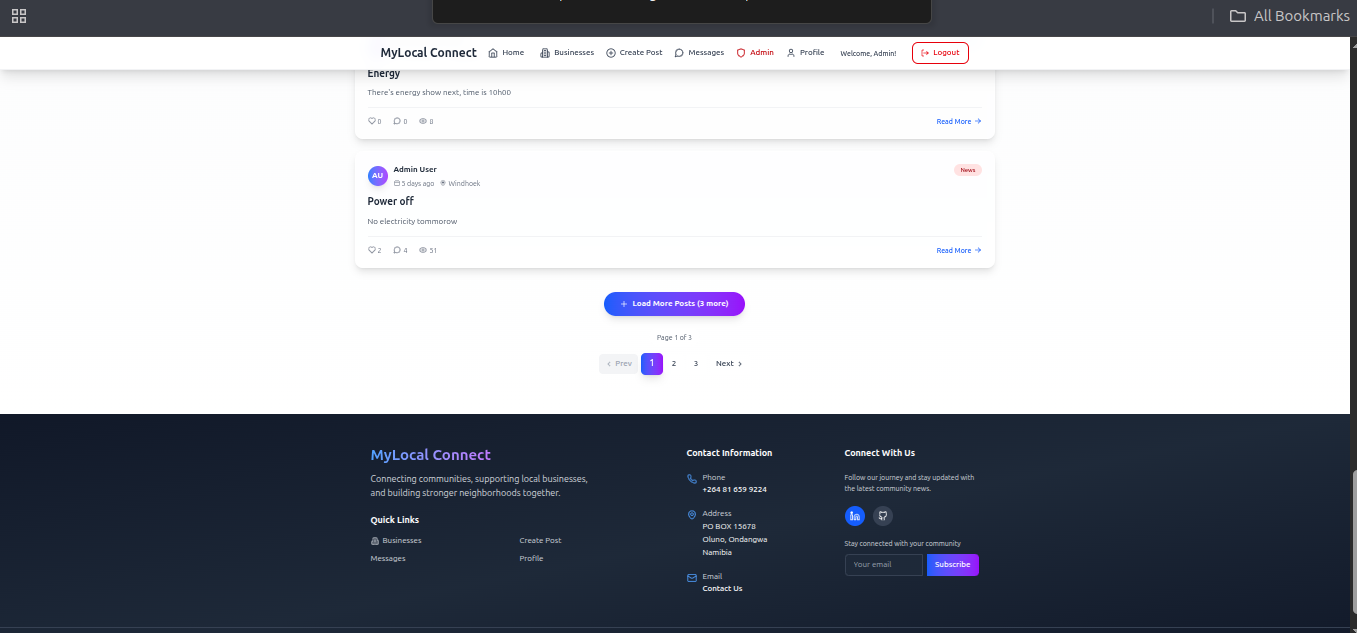 All Bookmarks
MyLocal Connect Home Businesses Create Post Messages Admin Profile Welcome, Admin! Logout
Energy
There's energy show next, time is 10h00
0 0 8 Read More
AU Admin User News
5 days ago Windhoek
Power off
No electricity tommorow
2 4 51 Read More
+ Load More Posts (3 more)
Page 1 of 3
‹ Prev 1 2 3 Next ›
MyLocal Connect
Connecting communities, supporting local businesses,
and building stronger neighborhoods together.
Quick Links
Businesses Create Post
Messages Profile
Contact Information
Phone
+264 81 659 9224
Address
PO BOX 15678
Oluno, Ondangwa
Namibia
Email
Contact Us
Connect With Us
Follow our journey and stay updated with
the latest community news.
in
Stay connected with your community
Your email Subscribe